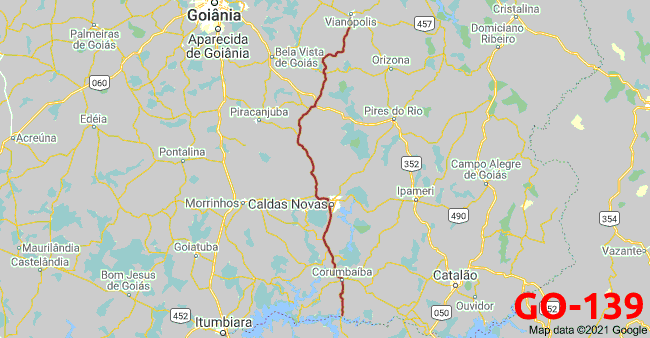 Goiânia
Vianópolis
457
Cristalina
Palmeiras
de Goiás
Aparecida
de Goiânia
Bela Vista
de Goiás
Domiciano
Ribeiro
Orizona
060
Edéia
Piracanjuba
Pires do Rio
Acreúna
Pontalina
352
Campo Alegre
de Goiás
Ipameri
Morrinhos
Caldas Novas
490
354
Maurilândia
Castelândia
Goiatuba
Vazante
Bom Jesus
de Goiás
Corumbaíba
Catalão
Ouvidor
452
Itumbiara
050
352
GO-139
Map data ©2021 Google